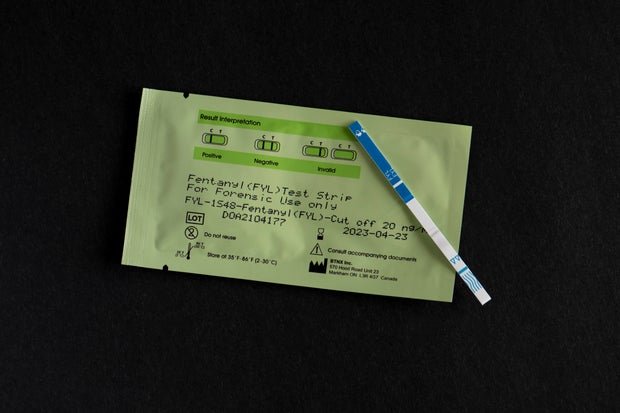 Result Interpretation
C T
C T
C T
Positive
Negative
Invalid
Fentanyl(FYL)Test Strip
For Forensic Use only
FYL-1S48-Fentanyl(FYL)-Cut off 20 ng/
LOT
DOA2104177
2023-04-23
Do not reuse
Consult accompanying documents
Store at 35°F-86°F (2-30°C)
BTNX Inc.
570 Hood Road Unit 23
Markham ON L3R 4G7 Canada